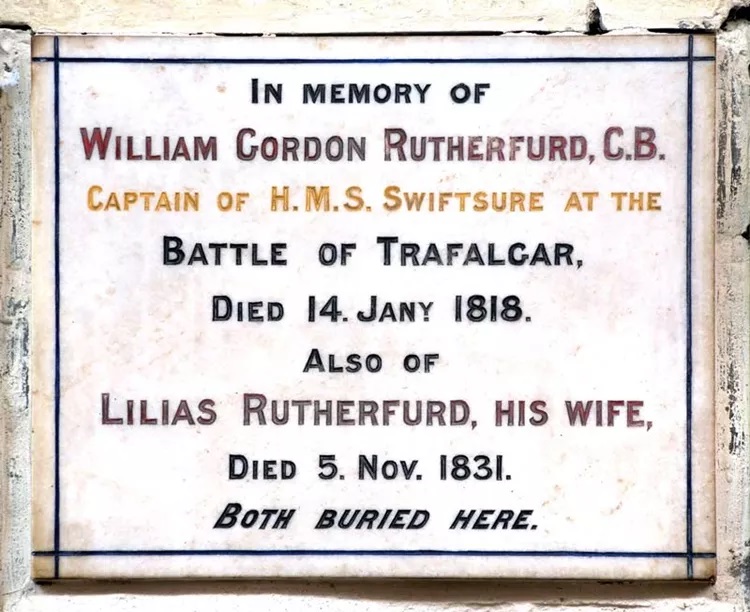 IN MEMORY OF
WILLIAM GORDON RUTHERFURD, C.B.
CAPTAIN OF H.M.S. SWIFTSURE AT THE
BATTLE OF TRAFALGAR,
DIED 14. JANY 1818.
ALSO OF
LILIAS RUTHERFURD, HIS WIFE,
DIED 5. NOV. 1831.
BOTH BURIED HERE.